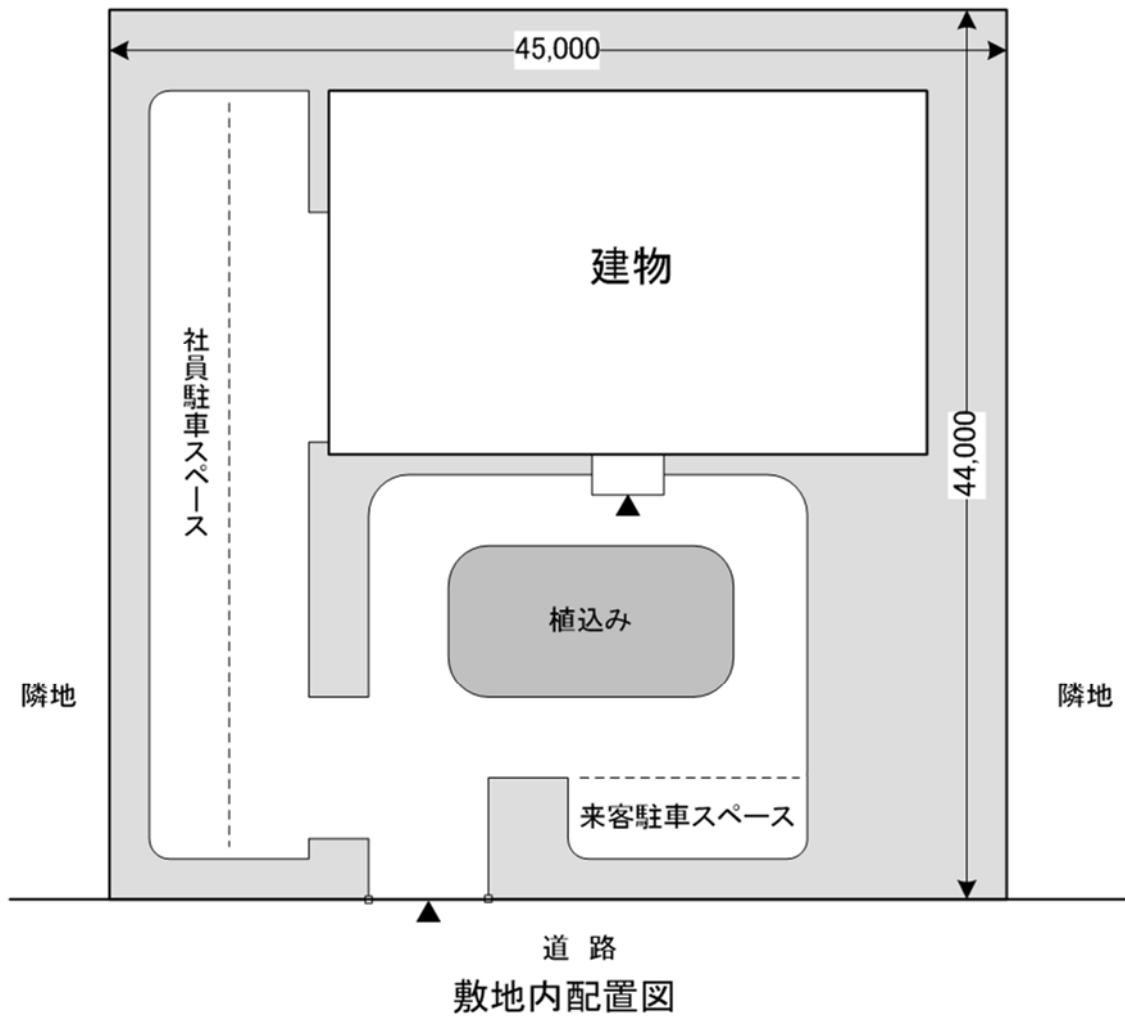 45,000
建物
社員駐車スペース
44,000
植込み
隣地
隣地
来客駐車スペース
道 路
敷地内配置図